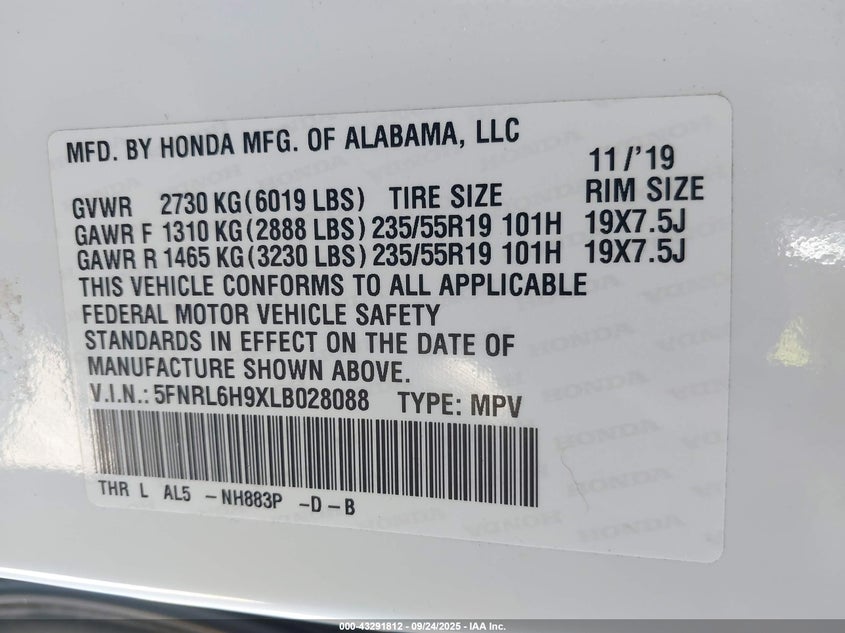 MFD. BY HONDA MFG. OF ALABAMA, LLC
11/'19
GVWR 2730 KG(6019 LBS) TIRE SIZE RIM SIZE
GAWR F 1310 KG(2888 LBS) 235/55R19 101H 19X7.5J
GAWR R 1465 KG(3230 LBS) 235/55R19 101H 19X7.5J
THIS VEHICLE CONFORMS TO ALL APPLICABLE
FEDERAL MOTOR VEHICLE SAFETY
STANDARDS IN EFFECT ON THE DATE OF
MANUFACTURE SHOWN ABOVE.
V.I.N.: 5FNRL6H9XLB028088 TYPE: MPV
THR L AL5 -NH883P -D-B
000-43291812 - 09/24/2025 - IAA Inc.